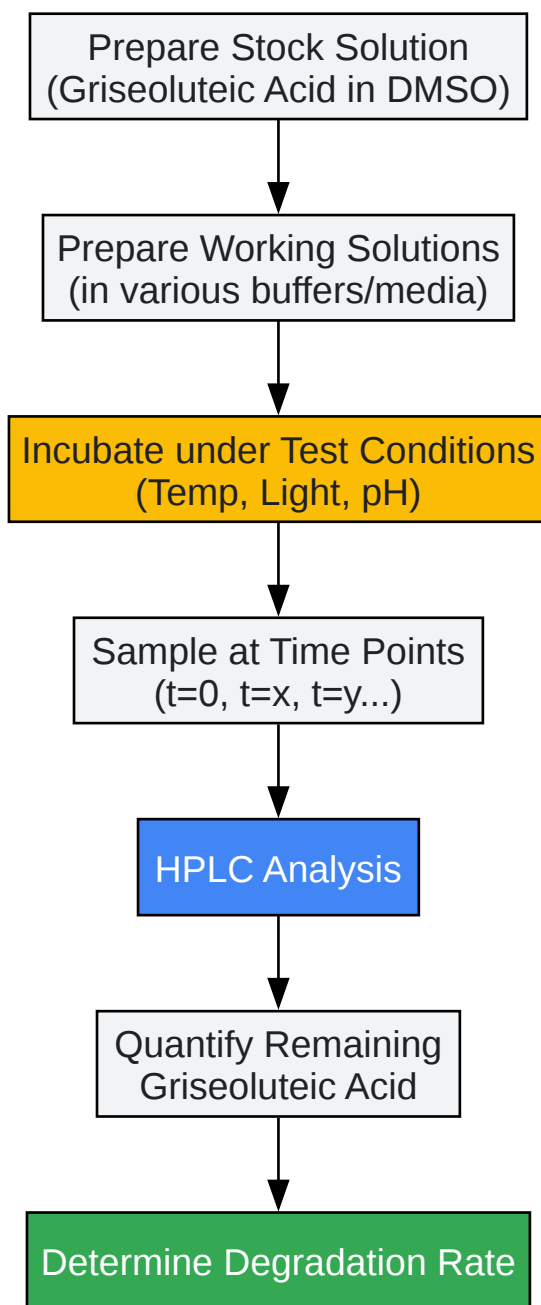 Prepare Stock Solution
(Griseoluteic Acid in DMSO)
Prepare Working Solutions
(in various buffers/media)
Incubate under Test Conditions
(Temp, Light, pH)
Sample at Time Points
(t=0, t=x, t=y...)
HPLC Analysis
Quantify Remaining
Griseoluteic Acid
Determine Degradation Rate